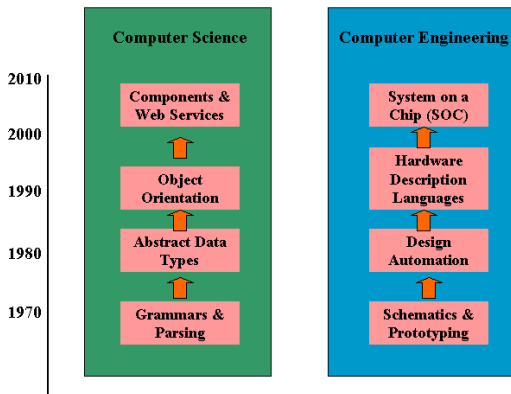 Computer Science
Computer Engineering
2010
2000
1990
1980
1970
Components &
Web Services
Object
Orientation
Abstract Data
Types
Grammars &
Parsing
System on a
Chip (SOC)
Hardware
Description
Languages
Design
Automation
Schematics &
Prototyping